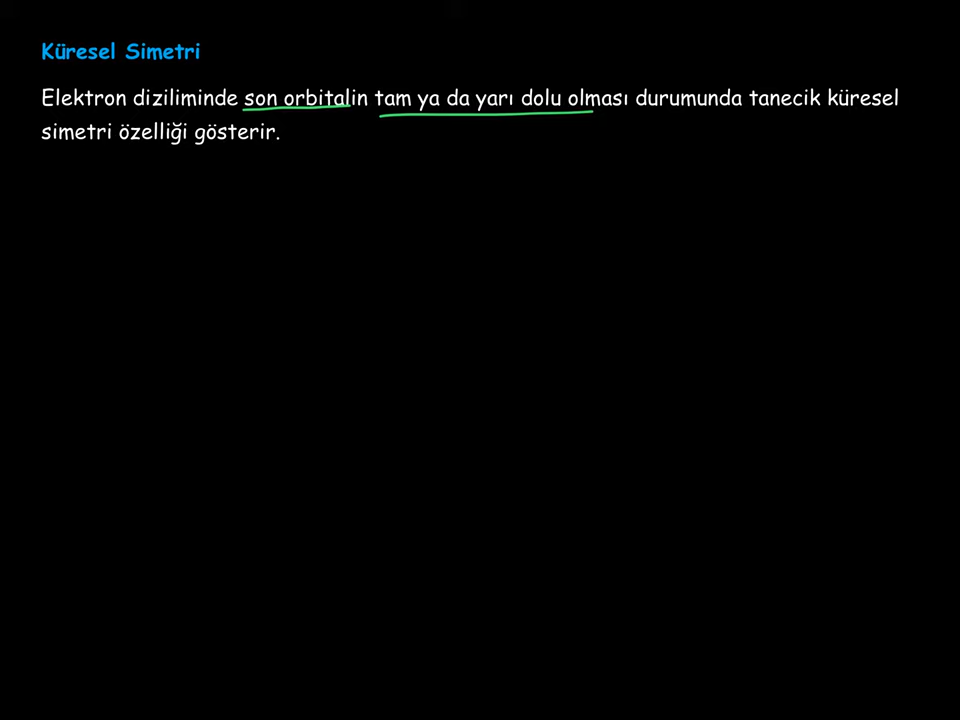 Küresel Simetri
Elektron diziliminde son orbitalin tam ya da yarı dolu olması durumunda tanecik küresel
simetri özelliği gösterir.